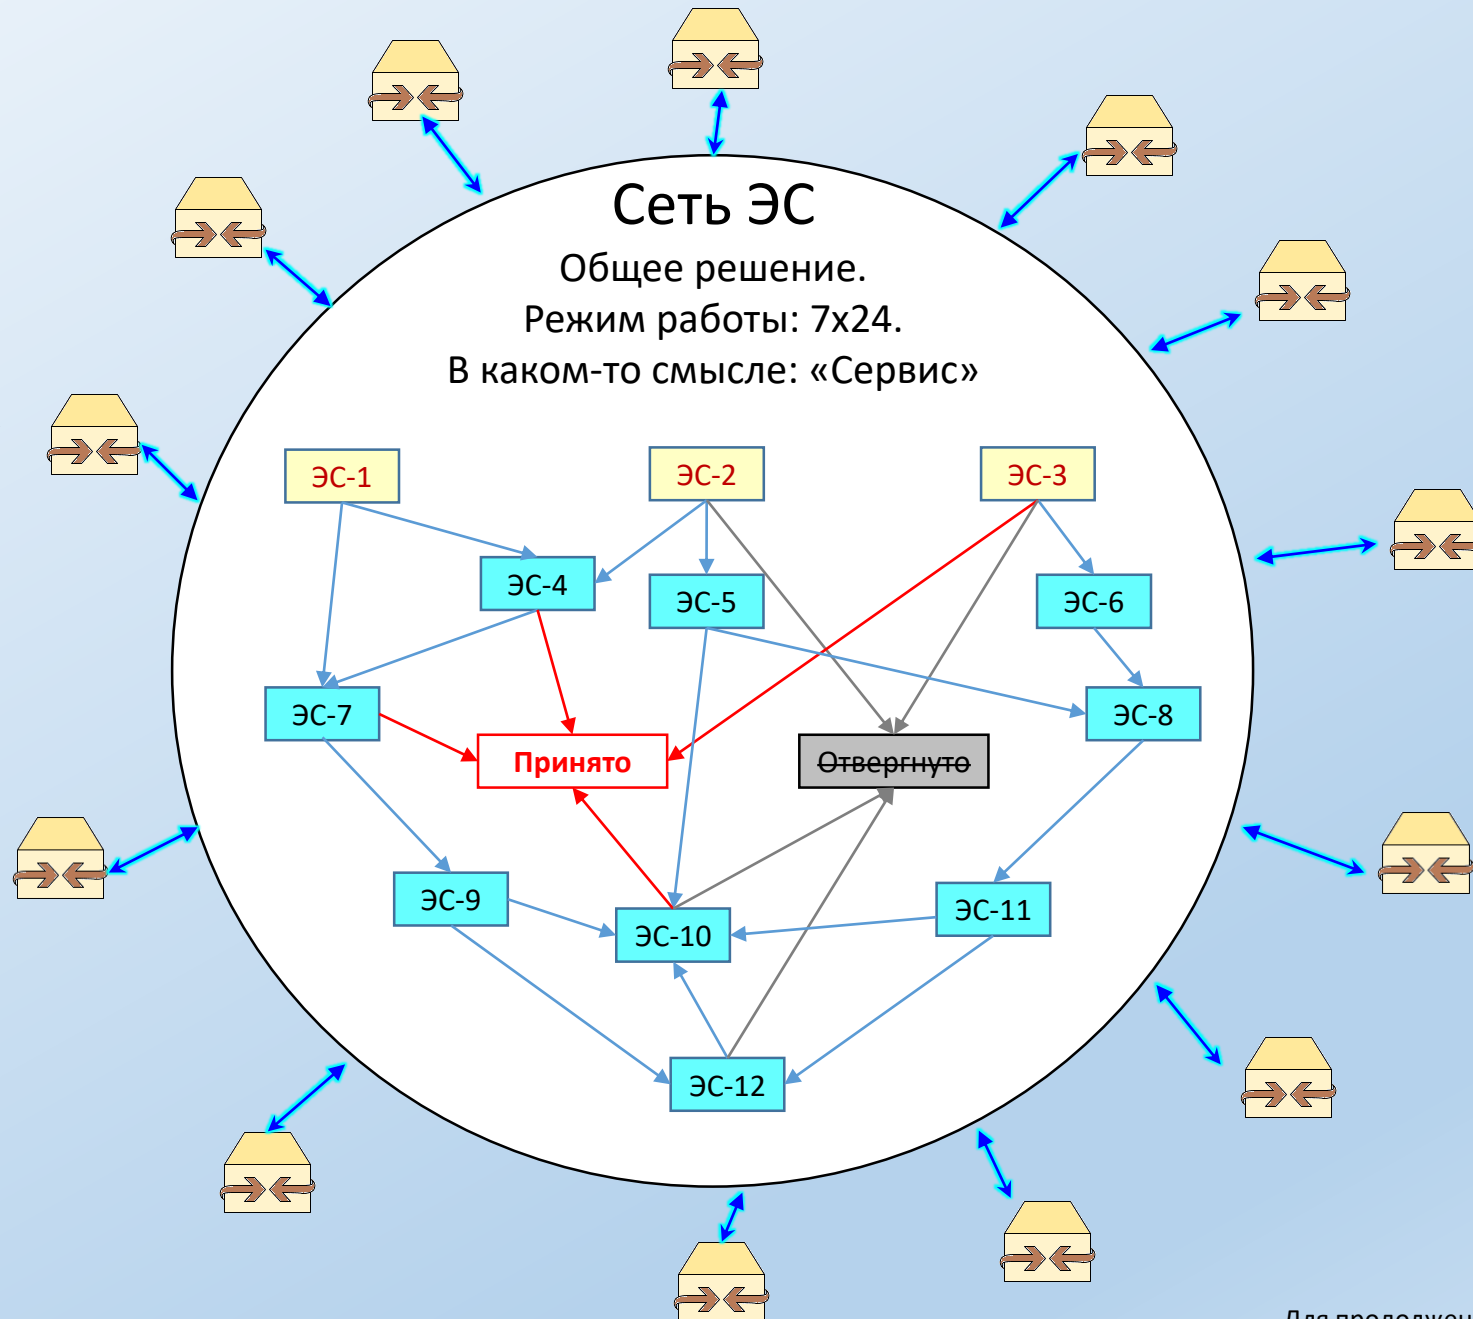 Сеть ЭС
Общее решение.
Режим работы: 7х24.
В каком-то смысле: «Сервис»
ЭС-1
ЭС-2
ЭС-3
ЭС-4
ЭС-5
ЭС-6
ЭС-7
ЭС-8
Принято
Отвергнуто
ЭС-9
ЭС-10
ЭС-11
ЭС-12
Для